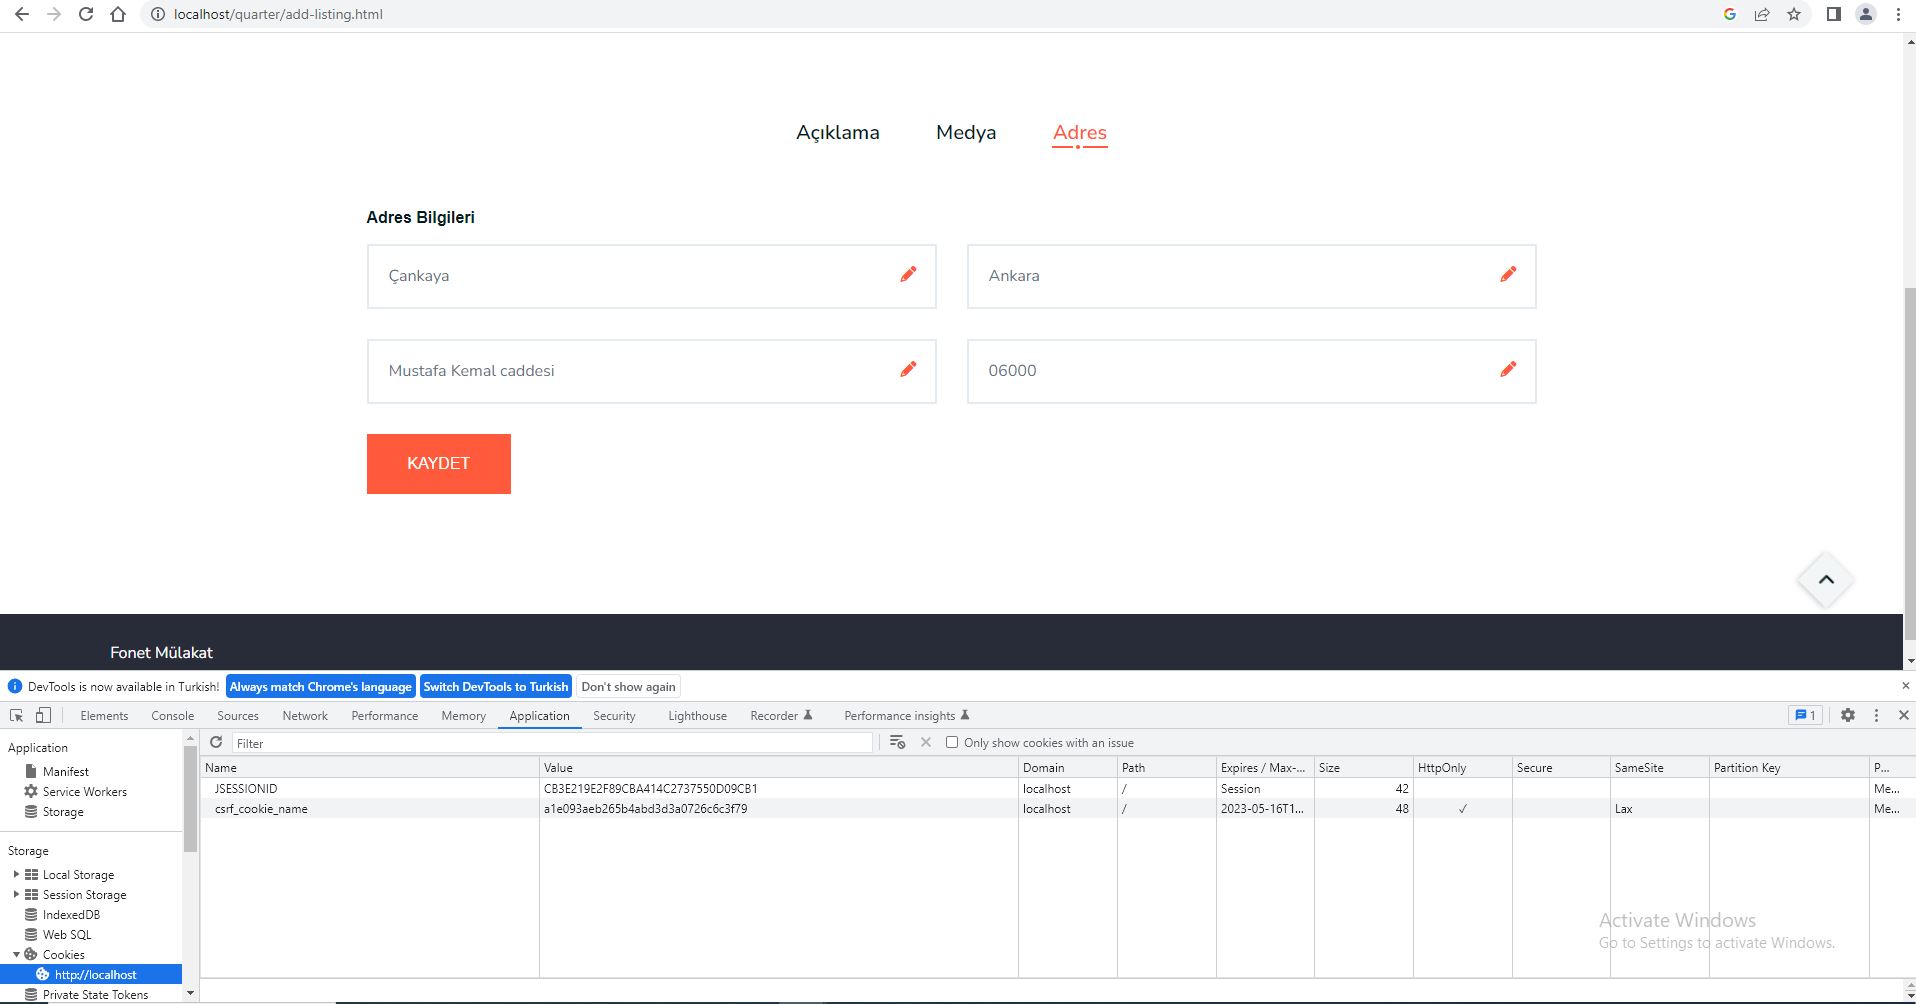 localhost/quarter/add-listing.html
Açıklama Medya Adres
Adres Bilgileri
Çankaya Ankara
Mustafa Kemal caddesi 06000
KAYDET
Fonet Mülakat
DevTools is now available in Turkish! Always match Chrome's language Switch DevTools to Turkish Don't show again
Elements Console Sources Network Performance Memory Application Security Lighthouse Recorder Performance insights 1
Application
Manifest
Service Workers
Storage
Storage
Local Storage
Session Storage
IndexedDB
Web SQL
Cookies
http://localhost
Private State Tokens
Filter Only show cookies with an issue
Name Value Domain Path Expires / Max-... Size HttpOnly Secure SameSite Partition Key P...
JSESSIONID CB3E219E2F89CBA414C2737550D09CB1 localhost / Session 42 Me...
csrf_cookie_name a1e093aeb265b4abd3d3a0726c6c3f79 localhost / 2023-05-16T1... 48 ✓ Lax Me...
Activate Windows
Go to Settings to activate Windows.